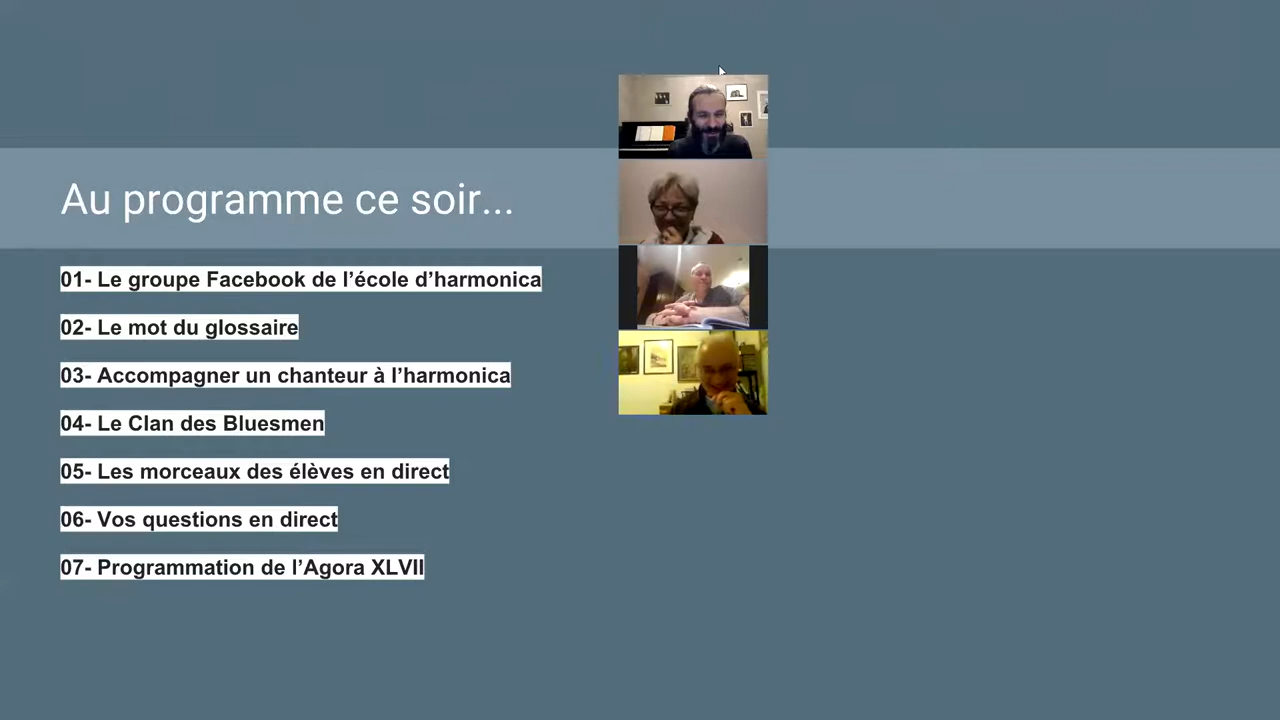 Au programme ce soir...
01- Le groupe Facebook de l’école d’harmonica
02- Le mot du glossaire
03- Accompagner un chanteur à l’harmonica
04- Le Clan des Bluesmen
05- Les morceaux des élèves en direct
06- Vos questions en direct
07- Programmation de l’Agora XLVII